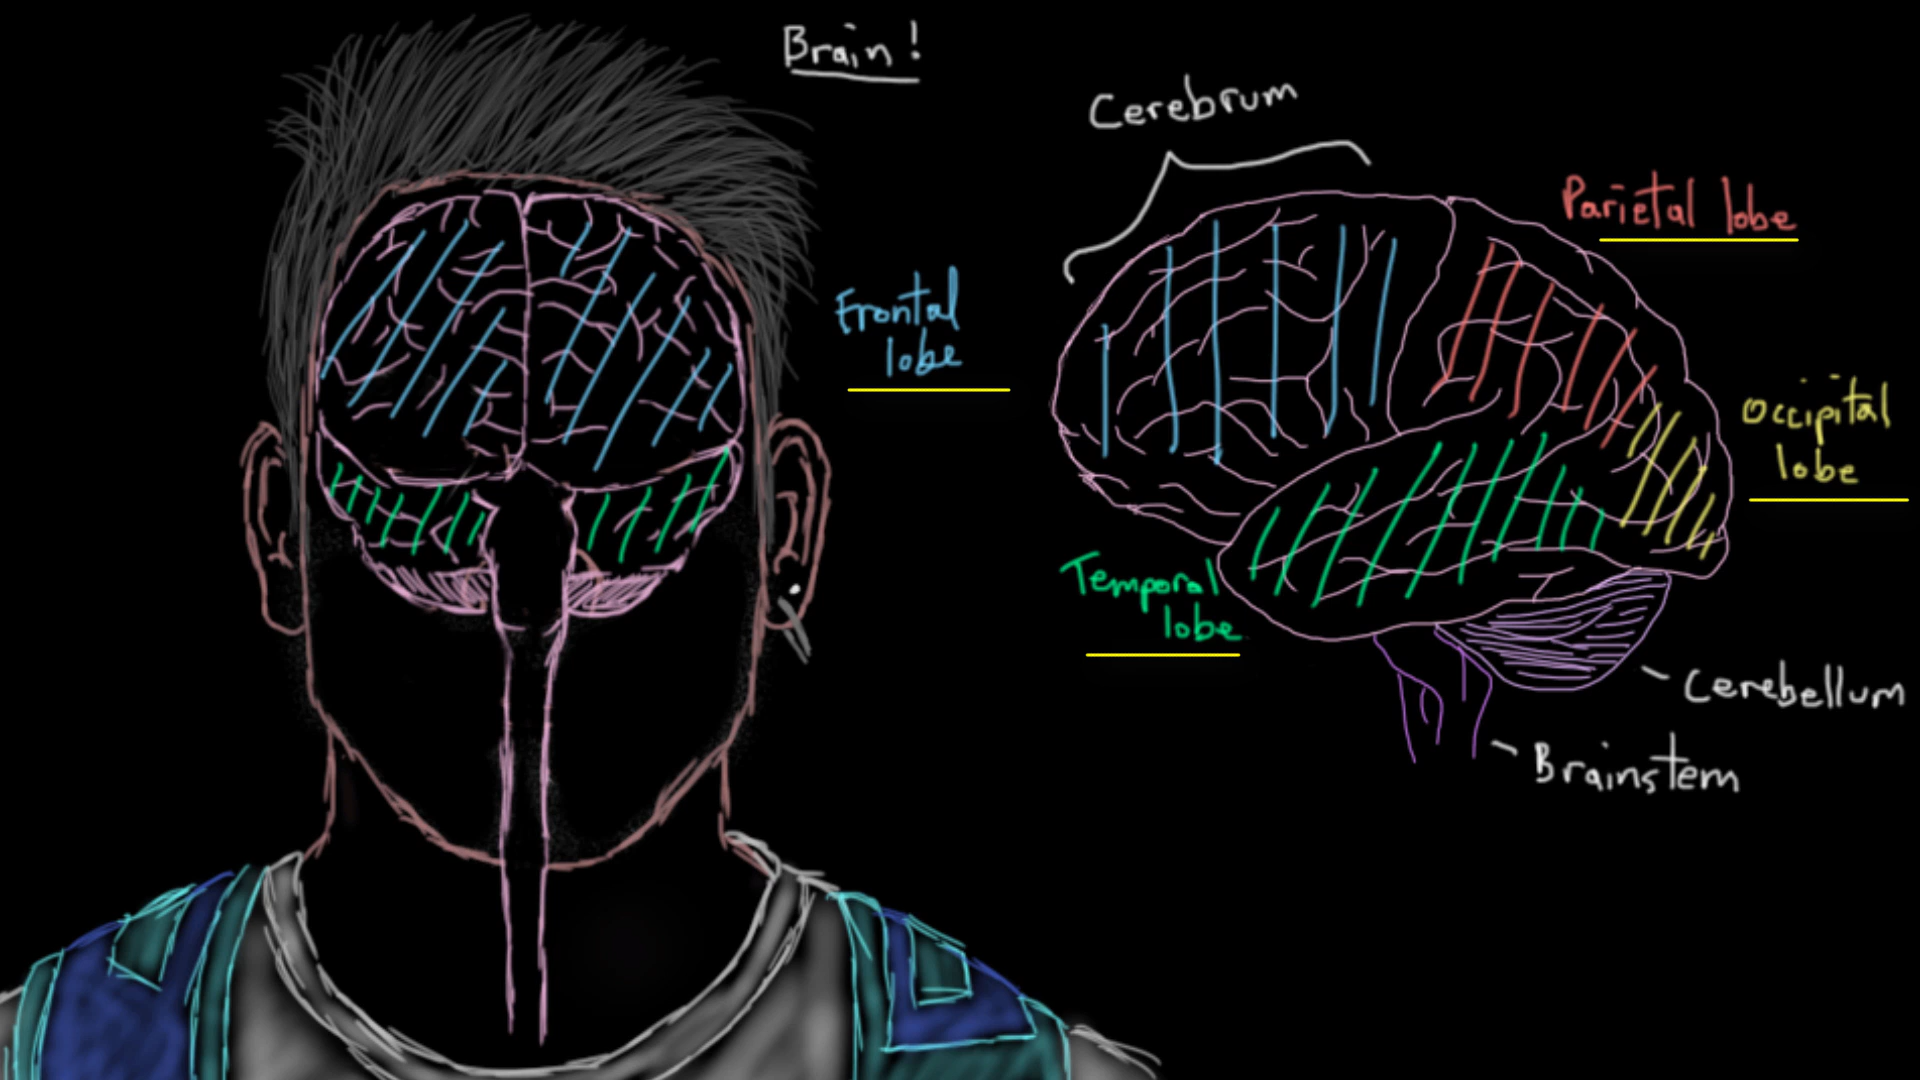 Brain!
Cerebrum
Parietal lobe
Frontal
lobe
Occipital
lobe
Temporal
lobe
Cerebellum
Brainstem